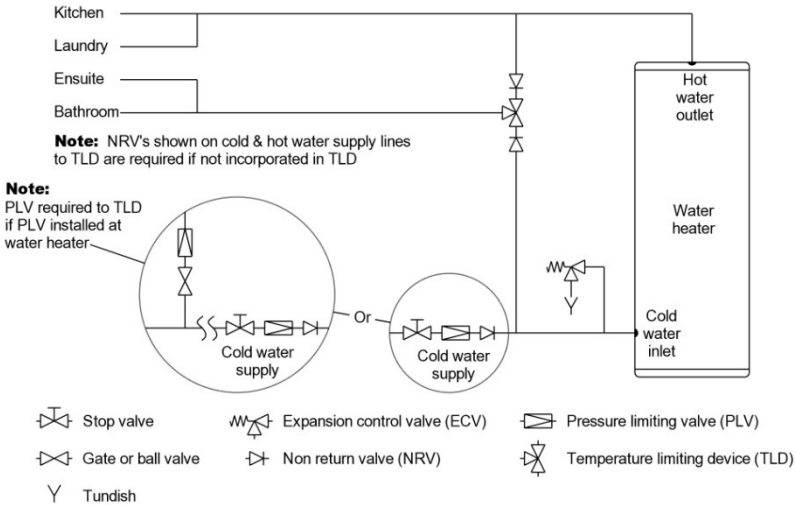 Kitchen
Laundry
Ensuite
Bathroom
Note: NRV's shown on cold & hot water supply lines
to TLD are required if not incorporated in TLD
Note:
PLV required to TLD
if PLV installed at
water heater
Hot
water
outlet
Water
heater
Cold
water
inlet
Or
Cold water
supply
Cold water
supply
Stop valve
Expansion control valve (ECV)
Pressure limiting valve (PLV)
Gate or ball valve
Non return valve (NRV)
Temperature limiting device (TLD)
Tundish